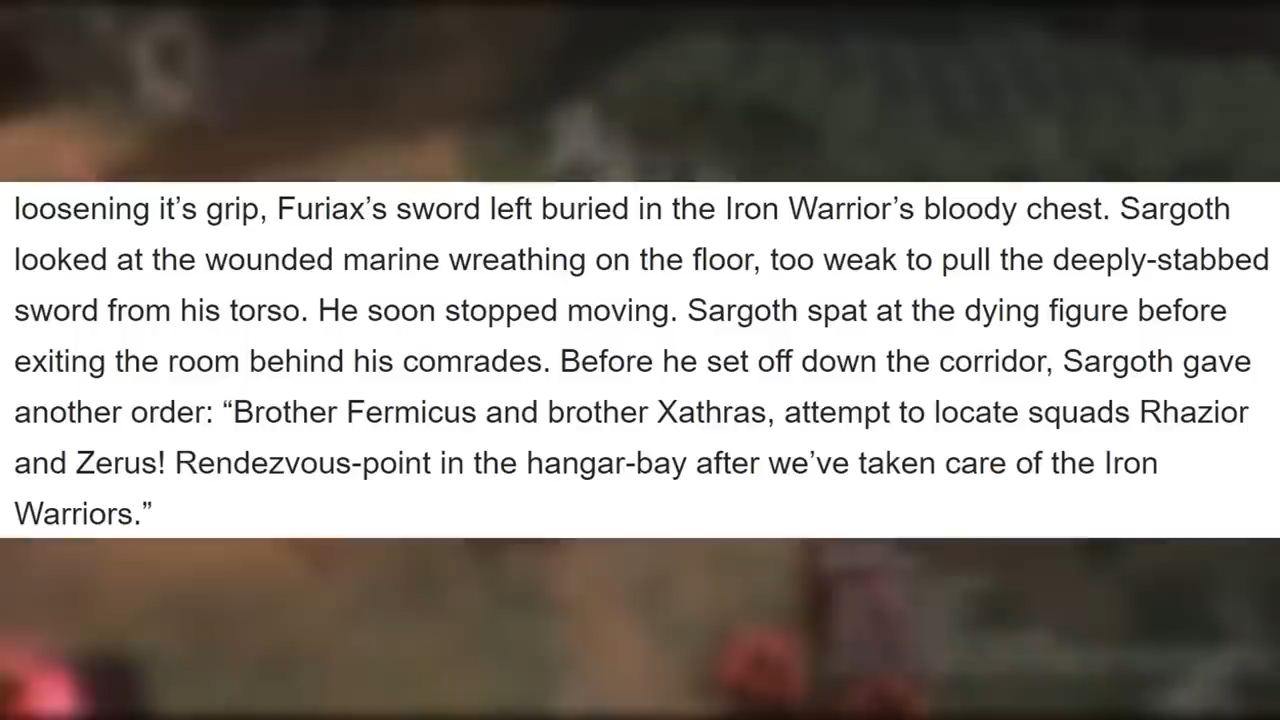 loosening it’s grip, Furiax’s sword left buried in the Iron Warrior’s bloody chest. Sargoth
looked at the wounded marine wreathing on the floor, too weak to pull the deeply-stabbed
sword from his torso. He soon stopped moving. Sargoth spat at the dying figure before
exiting the room behind his comrades. Before he set off down the corridor, Sargoth gave
another order: “Brother Fermicus and brother Xathras, attempt to locate squads Rhazior
and Zerus! Rendezvous-point in the hangar-bay after we’ve taken care of the Iron
Warriors.”